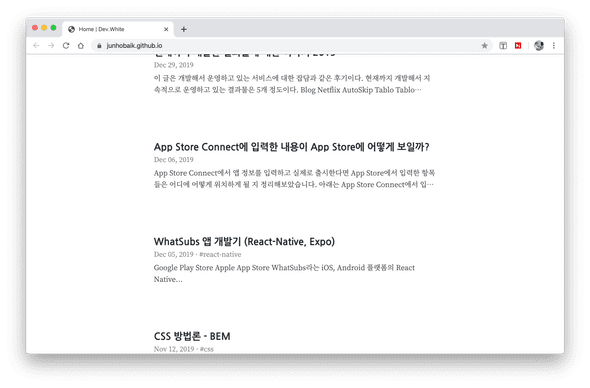 Home | Dev.White
junhobaik.github.io
2019
Dec 29, 2019
이 글은 개발해서 운영하고 있는 서비스에 대한 잡담과 같은 후기이다. 현재까지 개발해서 지
속적으로 운영하고 있는 결과물은 5개 정도이다. Blog Netflix AutoSkip Tablo Tablo…
App Store Connect에 입력한 내용이 App Store에 어떻게 보일까?
Dec 06, 2019
App Store Connect에서 앱 정보를 입력하고 실제로 출시한다면 App Store에서 입력한 항목
들은 어디에 어떻게 위치하게 될 지 정리해보았습니다. 아래는 App Store Connect에서 입…
WhatSubs 앱 개발기 (React-Native, Expo)
Dec 05, 2019 · #react-native
Google Play Store Apple App Store WhatSubs라는 iOS, Android 플랫폼의 React
Native…
CSS 방법론 - BEM
Nov 12, 2019 · #css